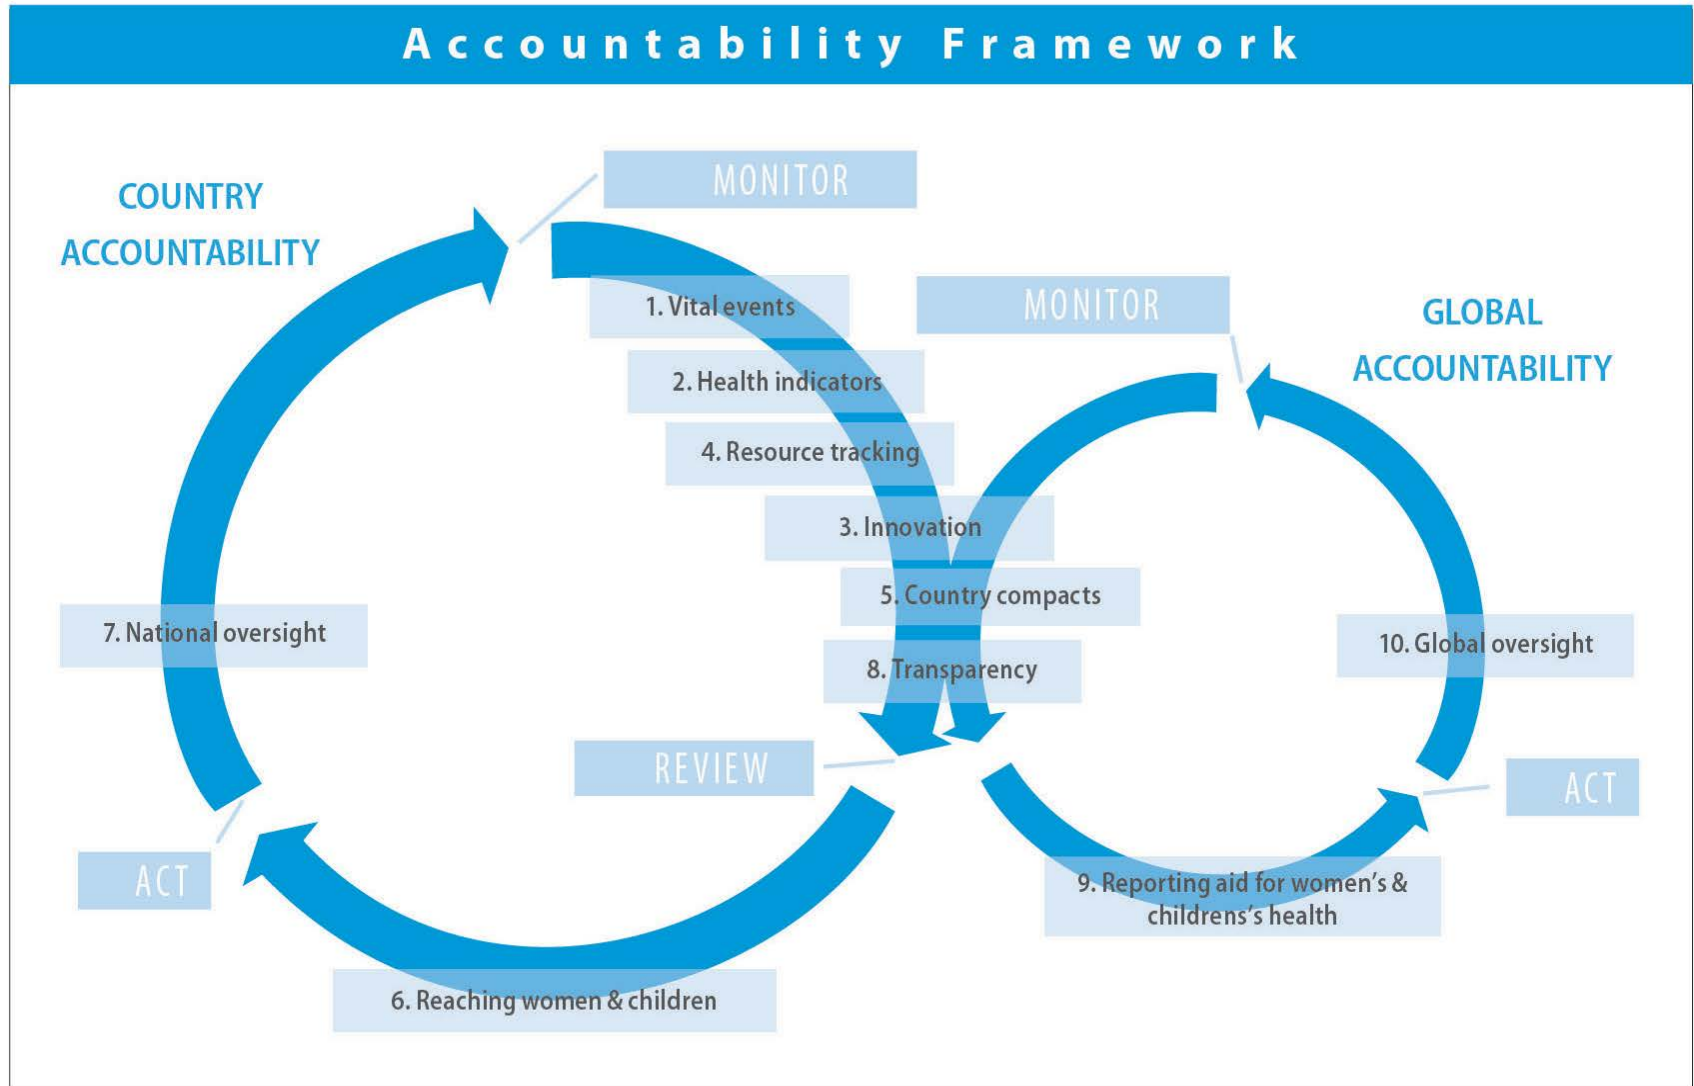 Accountability Framework
COUNTRY
ACCOUNTABILITY
MONITOR
1. Vital events
2. Health indicators
4. Resource tracking
3. Innovation
5. Country compacts
8. Transparency
REVIEW
7. National oversight
ACT
6. Reaching women & children
MONITOR
GLOBAL
ACCOUNTABILITY
10. Global oversight
ACT
9. Reporting aid for women's &
childrens's health